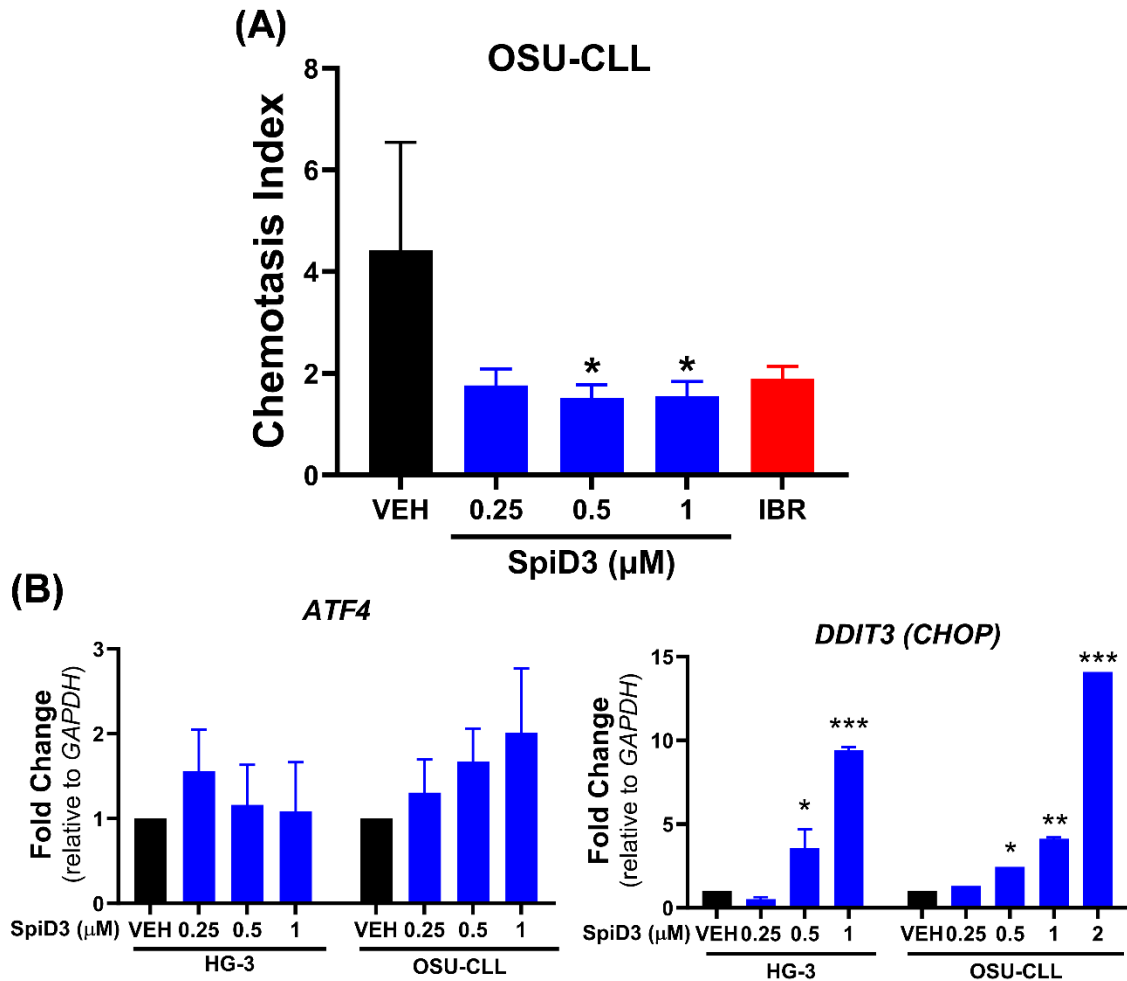 (A)
OSU-CLL
Chemotasis Index
8
6
4
2
0
* *
VEH 0.25 0.5 1 IBR
SpiD3 (µM)
(B)
ATF4
Fold Change
(relative to GAPDH)
3
2
1
0
SpiD3 (µM) VEH 0.25 0.5 1 VEH 0.25 0.5 1
HG-3 OSU-CLL
DDIT3 (CHOP)
Fold Change
(relative to GAPDH)
15
10
5
0
* *** * ** ***
SpiD3 (µM) VEH 0.25 0.5 1 VEH 0.25 0.5 1 2
HG-3 OSU-CLL